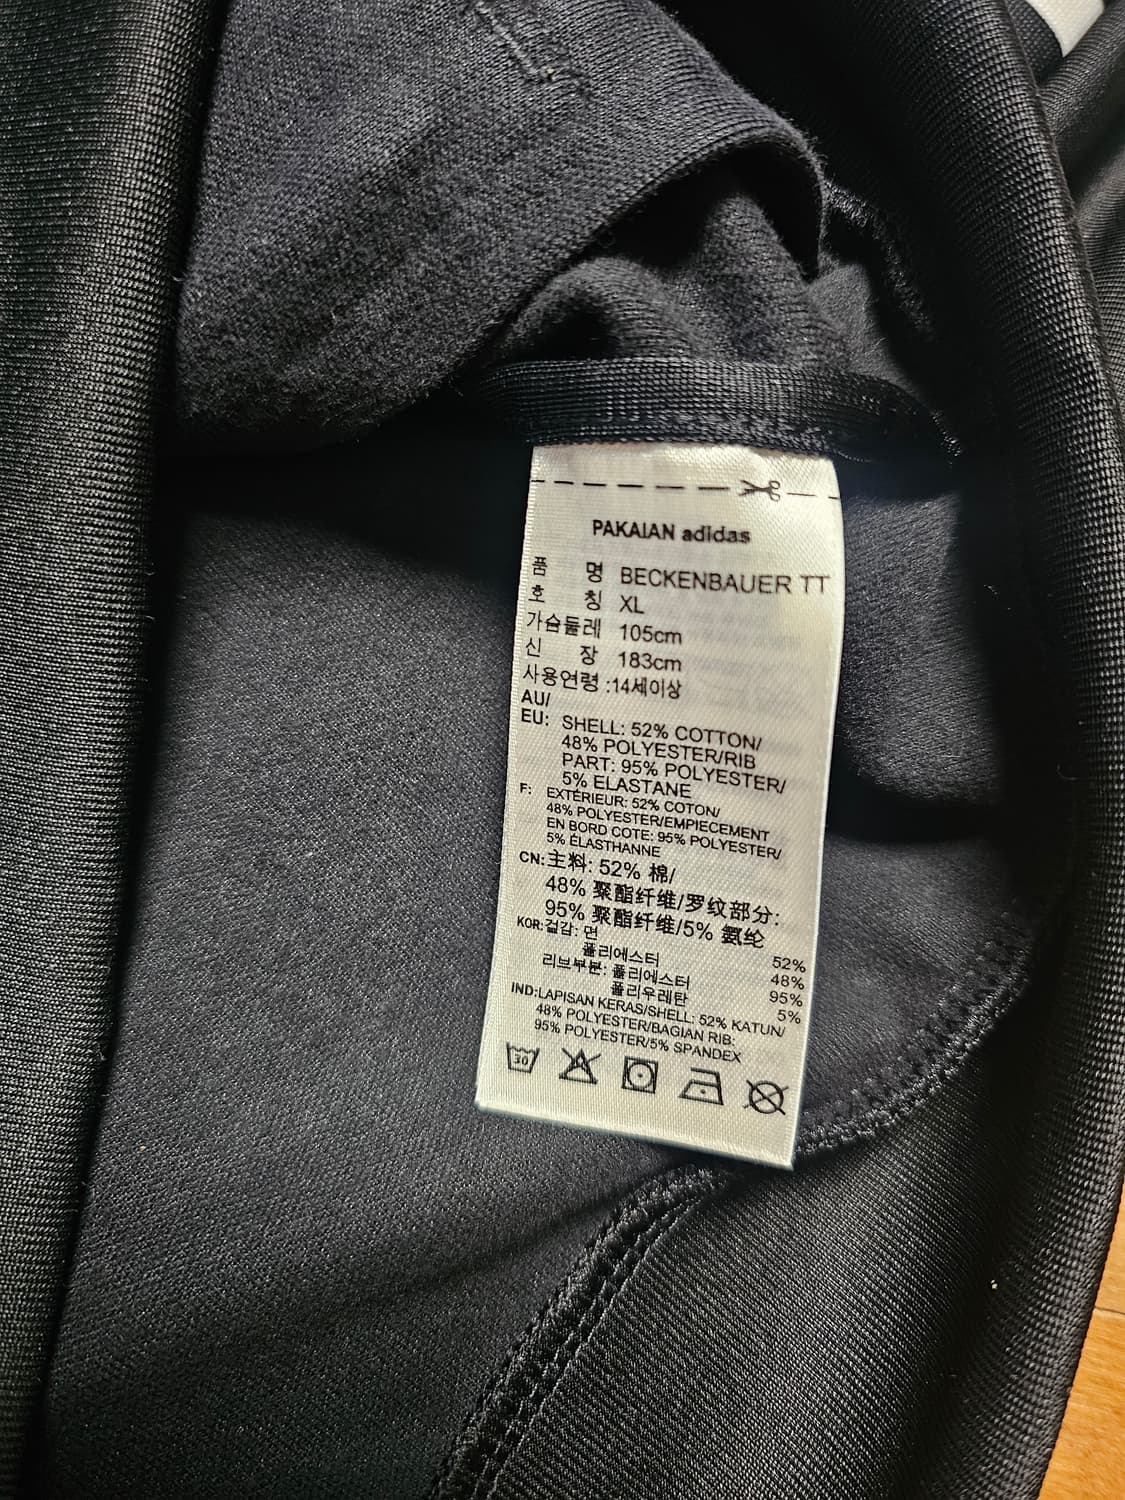 PAKAIAN adidas
품 명 BECKENBAUER TT
호 칭 XL
가슴둘레 105cm
신 장 183cm
사용연령 :14세이상
AU/
EU: SHELL: 52% COTTON/
48% POLYESTER/RIB
PART: 95% POLYESTER/
5% ELASTANE
F: EXTÉRIEUR: 52% COTON/
48% POLYESTER/EMPIECEMENT
EN BORD COTE: 95% POLYESTER/
5% ÉLASTHANNE
CN:主料: 52% 棉/
48% 聚酯纤维/罗纹部分:
95% 聚酯纤维/5% 氨纶
KOR:겉감: 면 52%
폴리에스터 48%
리브부분: 폴리에스터 95%
폴리우레탄 5%
IND:LAPISAN KERAS/SHELL: 52% KATUN/
48% POLYESTER/BAGIAN RIB:
95% POLYESTER/5% SPANDEX
30